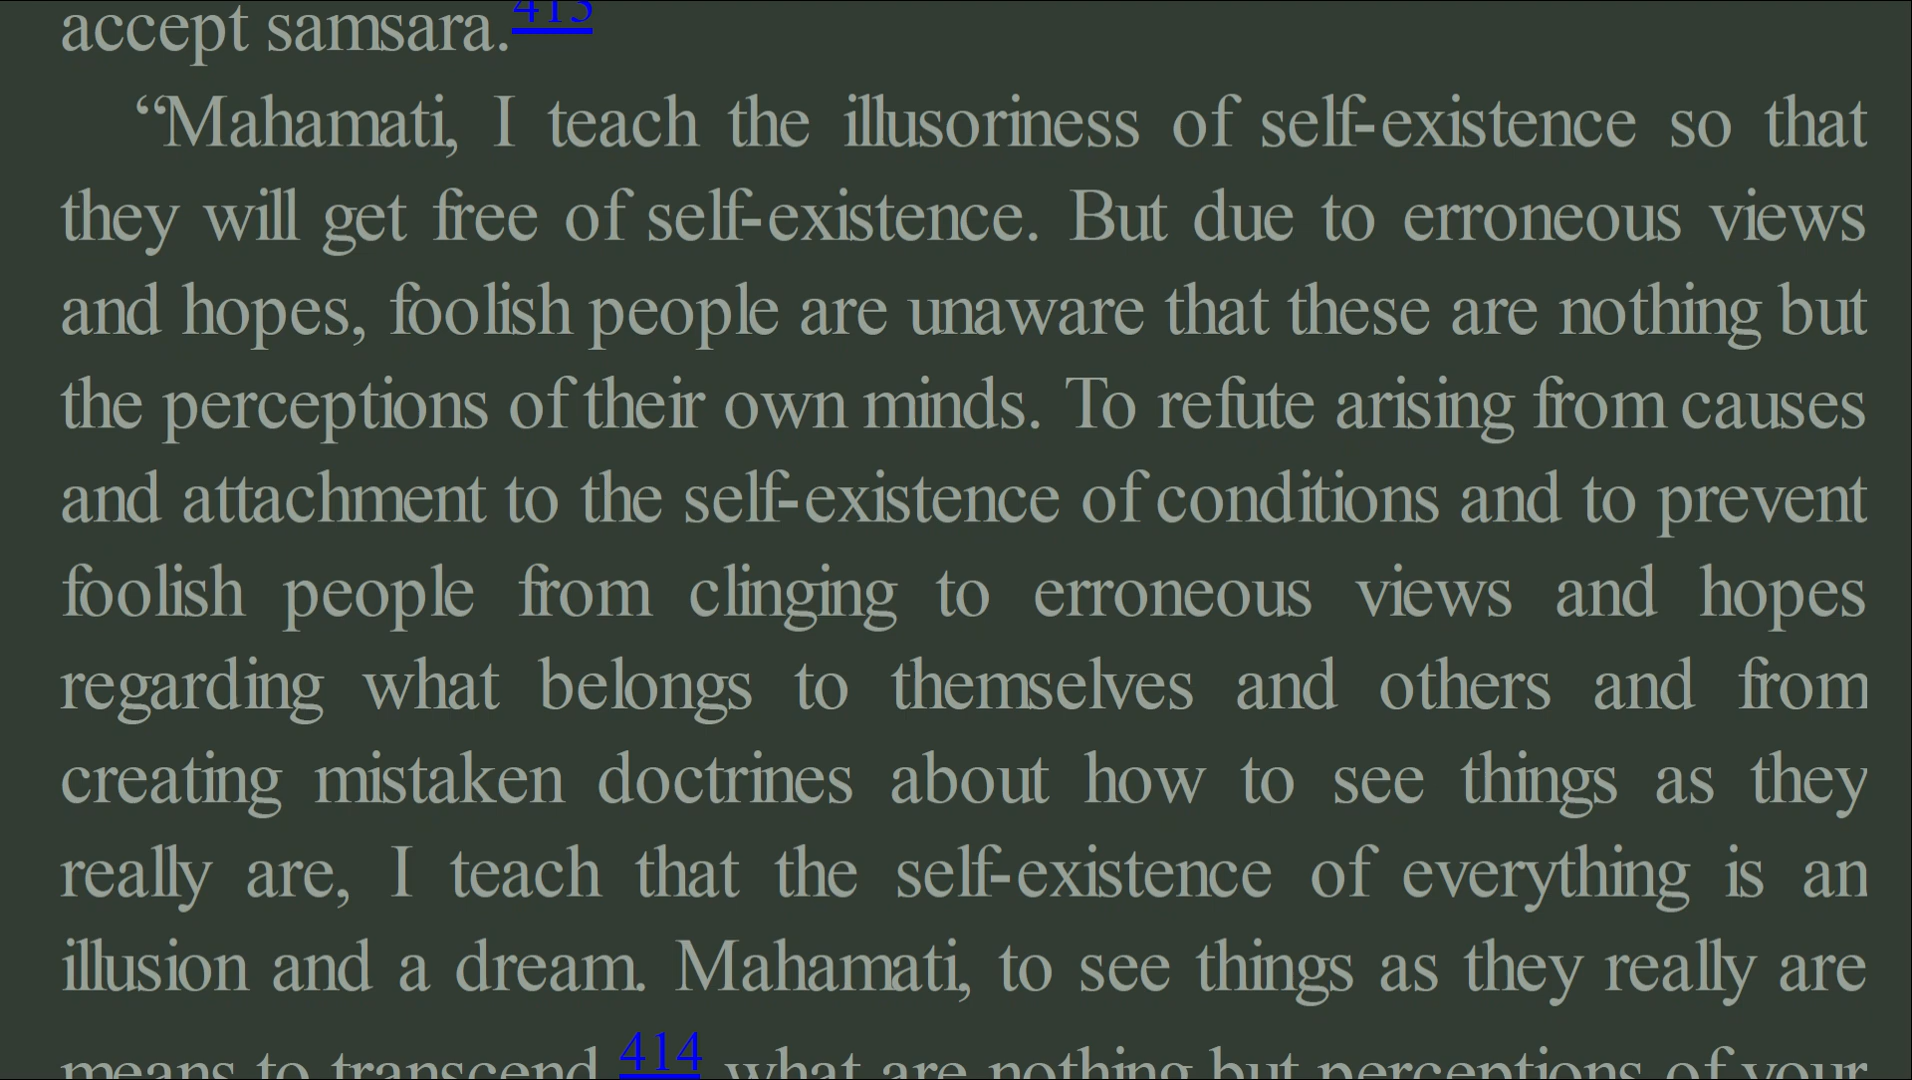 accept samsara.413
“Mahamati, I teach the illusoriness of self-existence so that
they will get free of self-existence. But due to erroneous views
and hopes, foolish people are unaware that these are nothing but
the perceptions of their own minds. To refute arising from causes
and attachment to the self-existence of conditions and to prevent
foolish people from clinging to erroneous views and hopes
regarding what belongs to themselves and others and from
creating mistaken doctrines about how to see things as they
really are, I teach that the self-existence of everything is an
illusion and a dream. Mahamati, to see things as they really are
means to transcend 414 what are nothing but perceptions of your